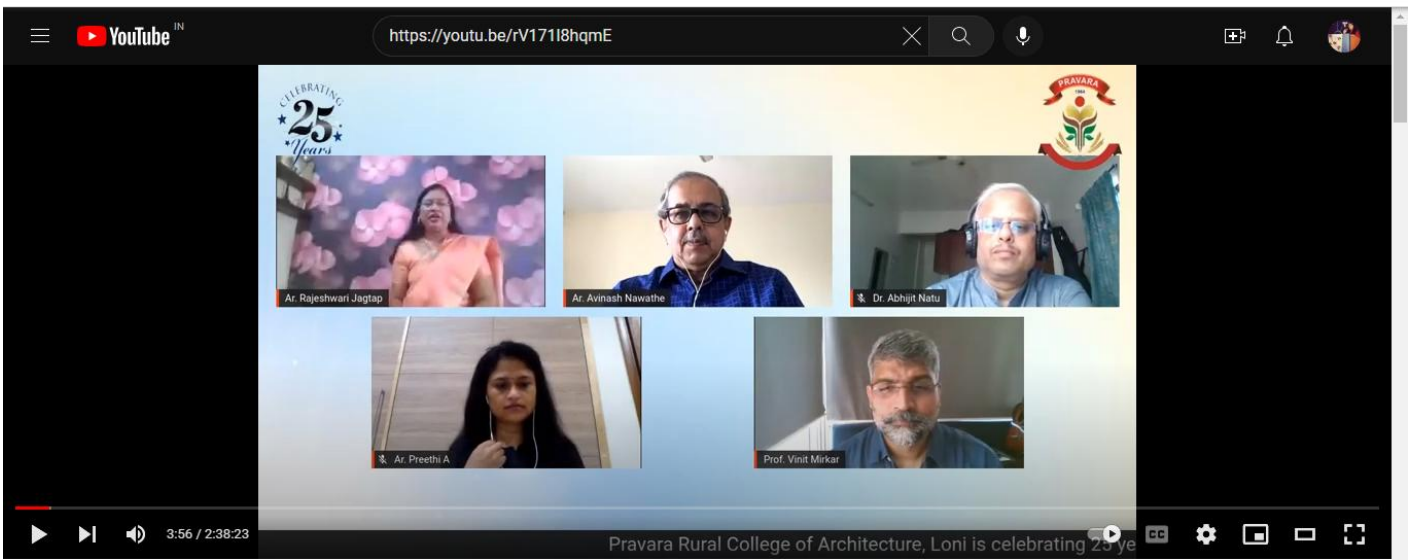 YouTube IN
https://youtu.be/rV171I8hqmE
CELEBRATING
25
Years
PRAVARA
Ar. Rajeshwari Jagtap
Ar. Avinash Nawathe
Dr. Abhijit Natu
Ar. Preethi A
Prof. Vinit Mirkar
3:56 / 2:38:23
Pravara Rural College of Architecture, Loni is celebrating 25 ye
CC